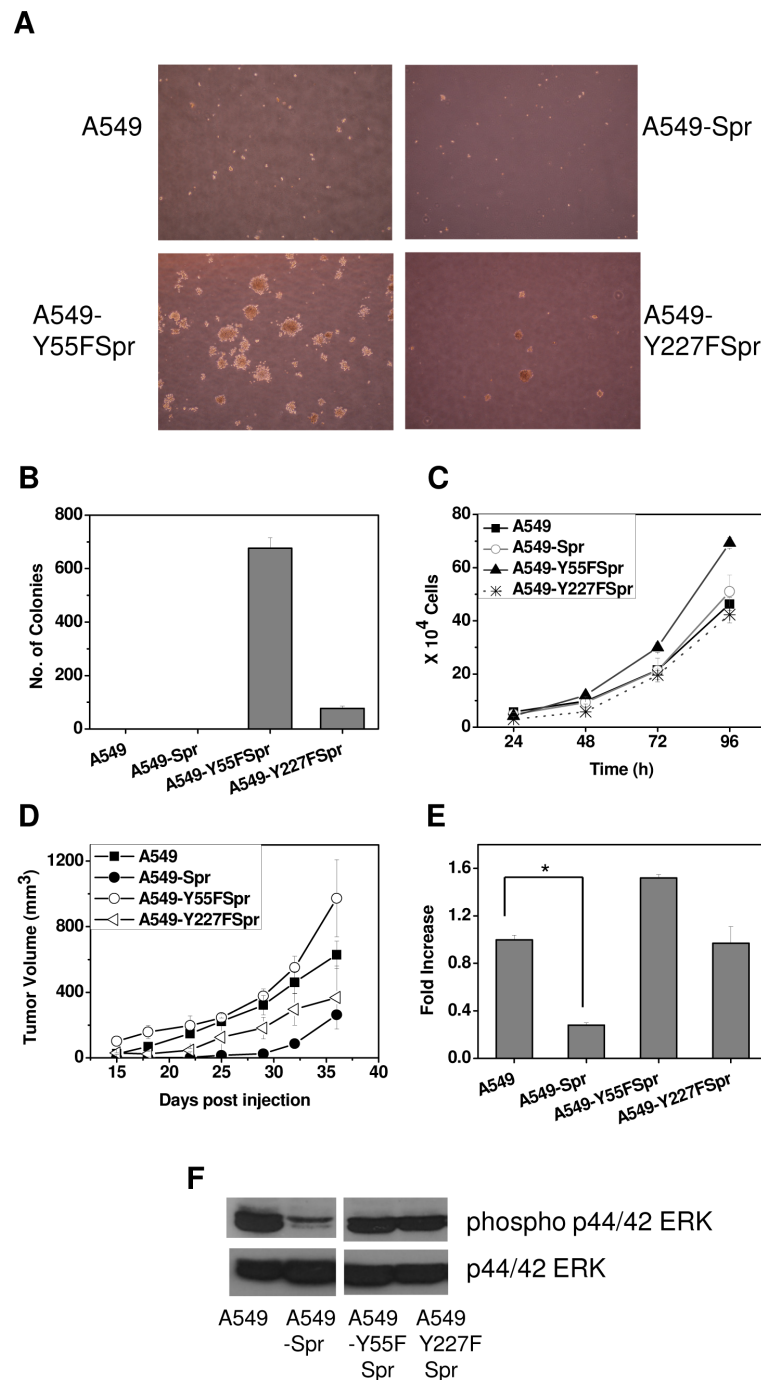 A
A549
A549-Spr
A549-
Y55FSpr
A549-
Y227FSpr
B
800
600
400
200
0
No. of Colonies
A549
A549-Spr
A549-Y55FSpr
A549-Y227FSpr
C
80
60
40
20
0
X 10⁴ Cells
A549
A549-Spr
A549-Y55FSpr
A549-Y227FSpr
24 48 72 96
Time (h)
D
1200
800
400
0
Tumor Volume (mm³)
A549
A549-Spr
A549-Y55FSpr
A549-Y227FSpr
15 20 25 30 35 40
Days post injection
E
1.6
1.2
0.8
0.4
0.0
Fold Increase
*
A549
A549-Spr
A549-Y55FSpr
A549-Y227FSpr
F
phospho p44/42 ERK
p44/42 ERK
A549 A549 A549 A549
-Spr -Y55F Y227F
Spr Spr